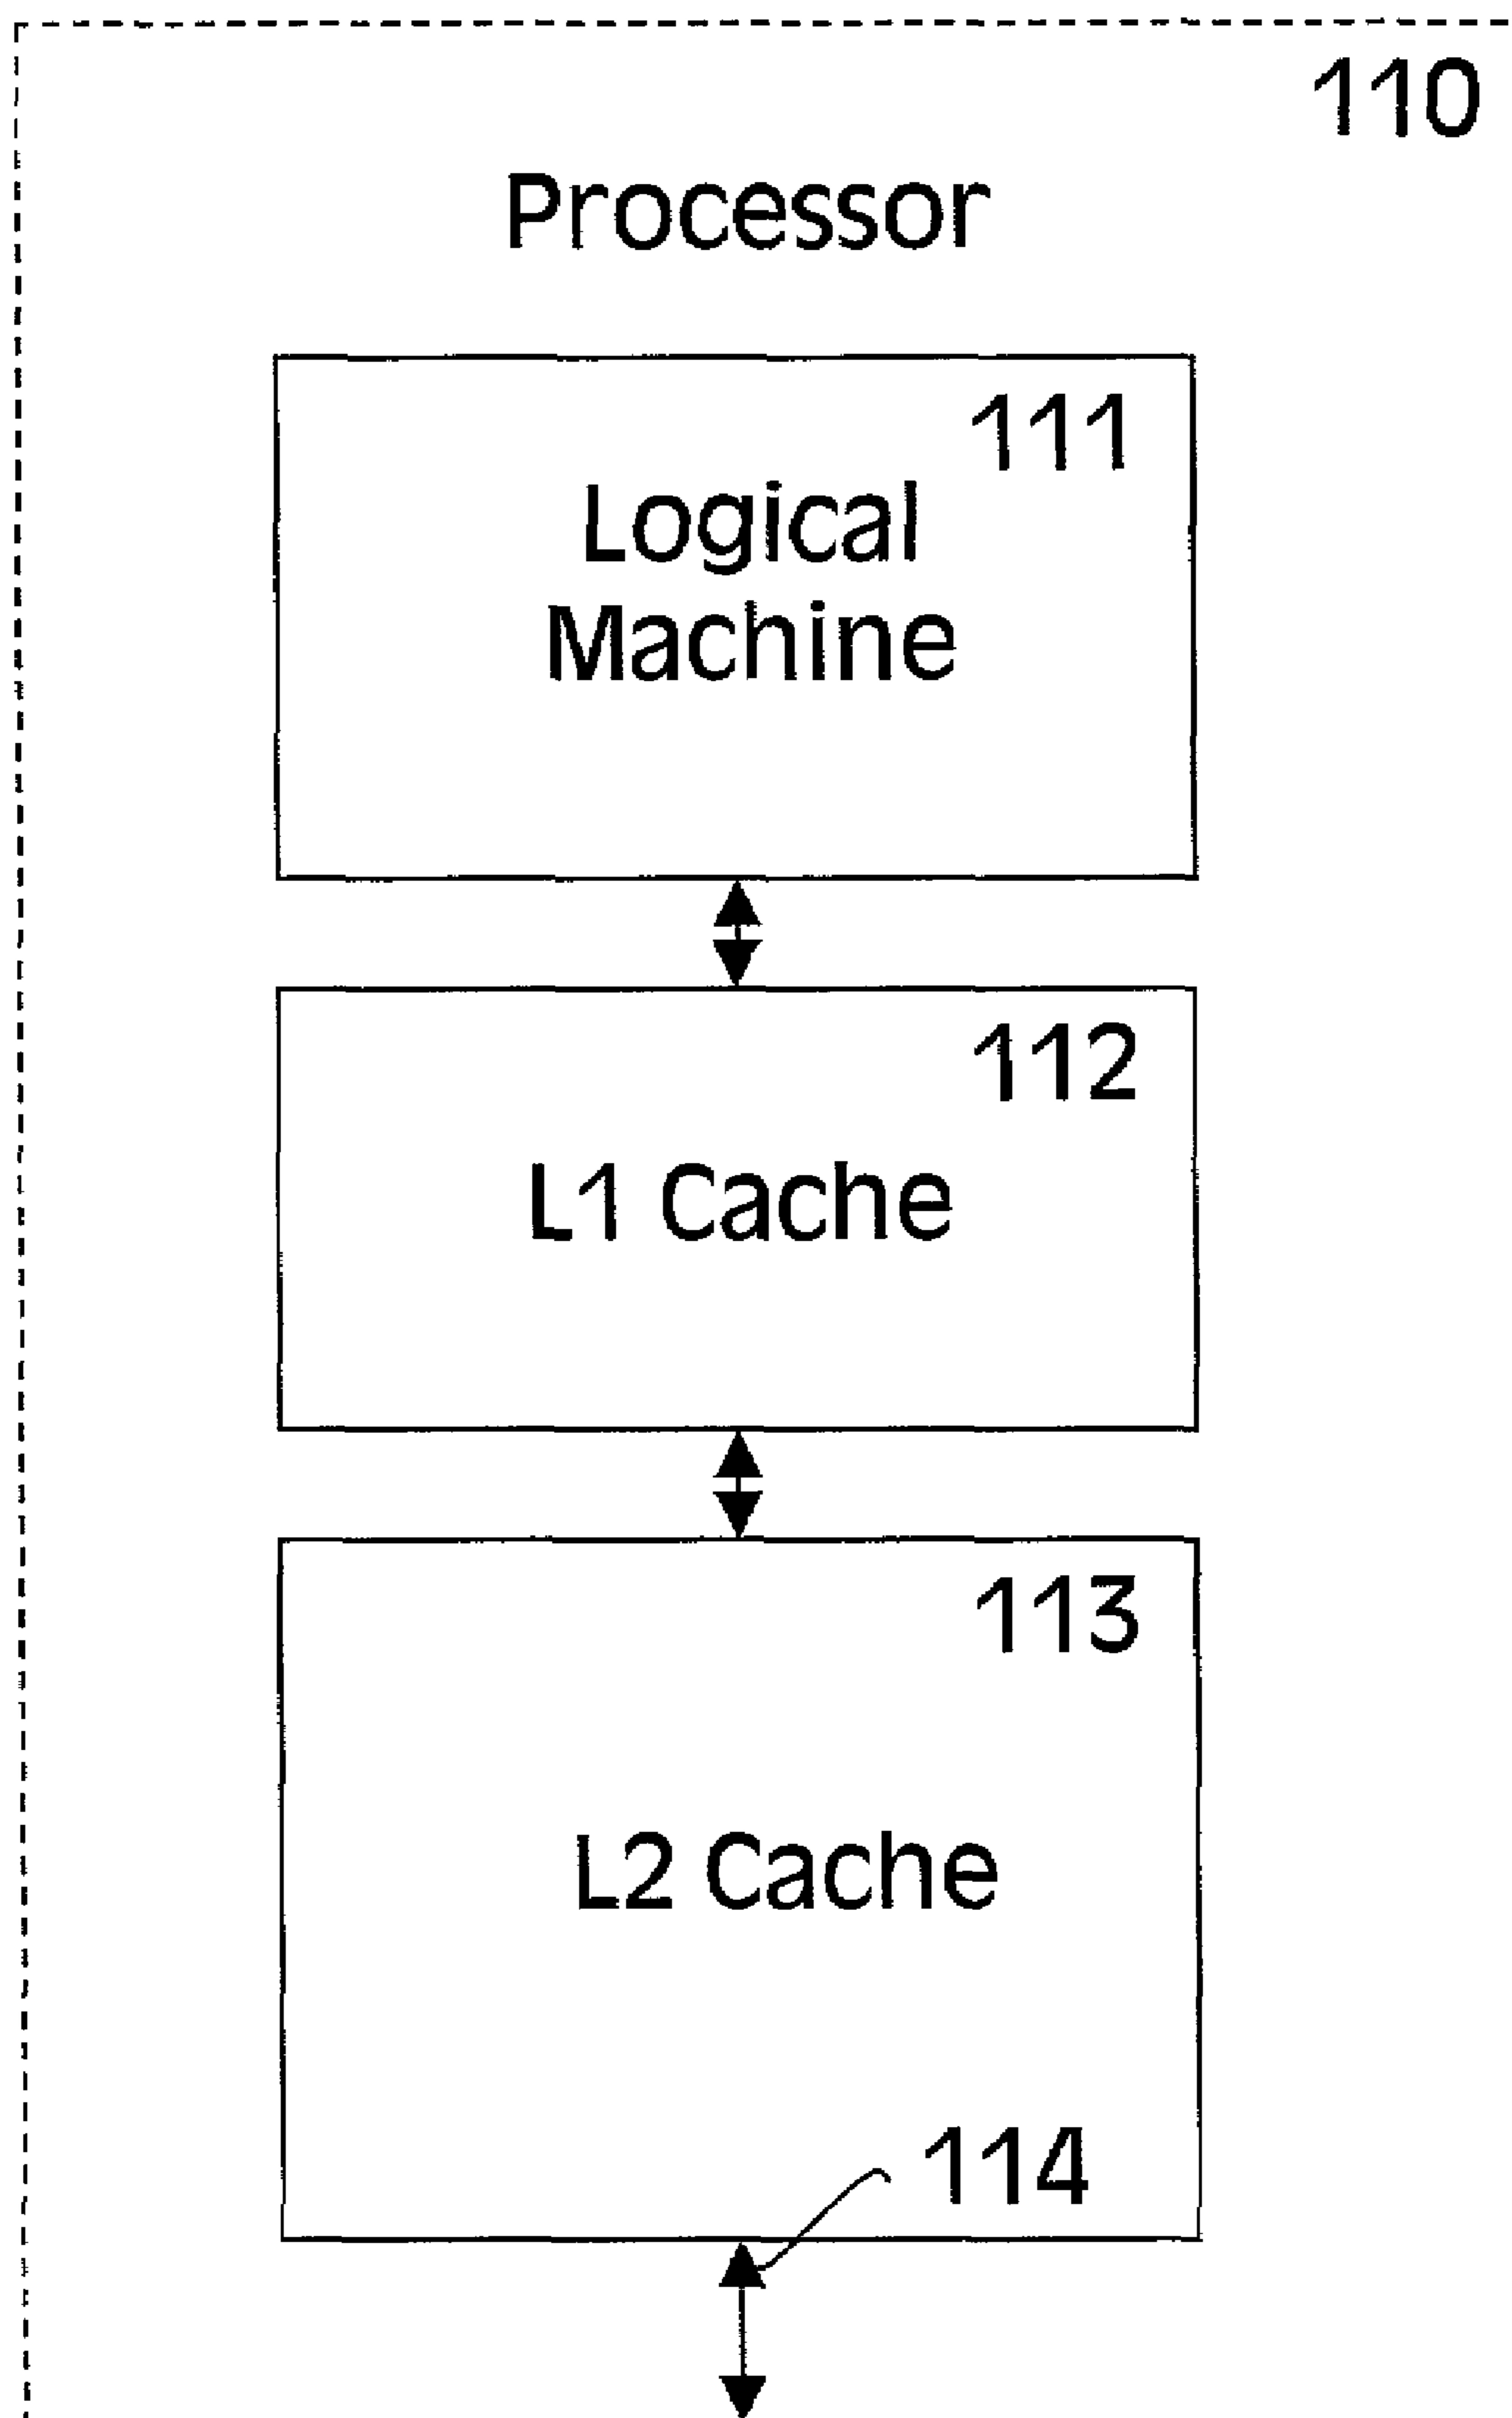 110
Processor
111
Logical
Machine
112
L1 Cache
113
L2 Cache
114